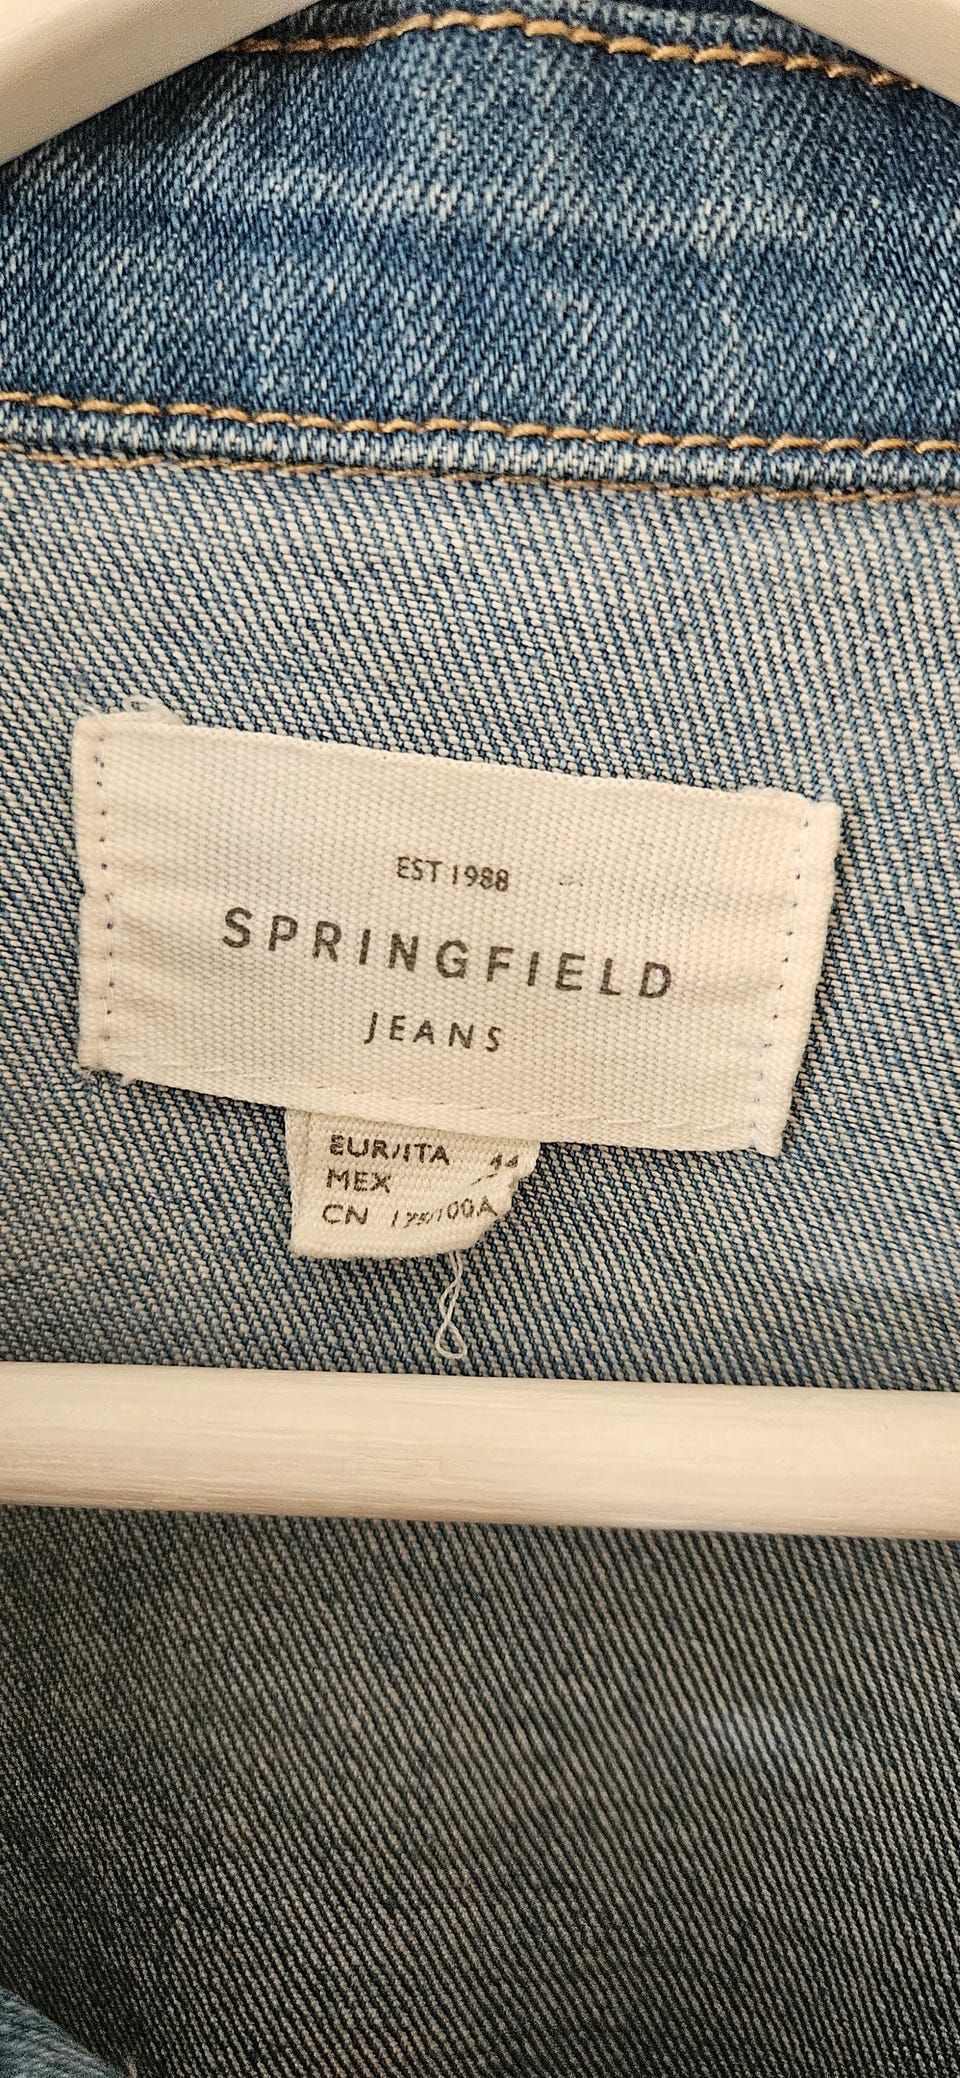 EST 1988
SPRINGFIELD
JEANS
EUR/ITA 44
MEX
CN